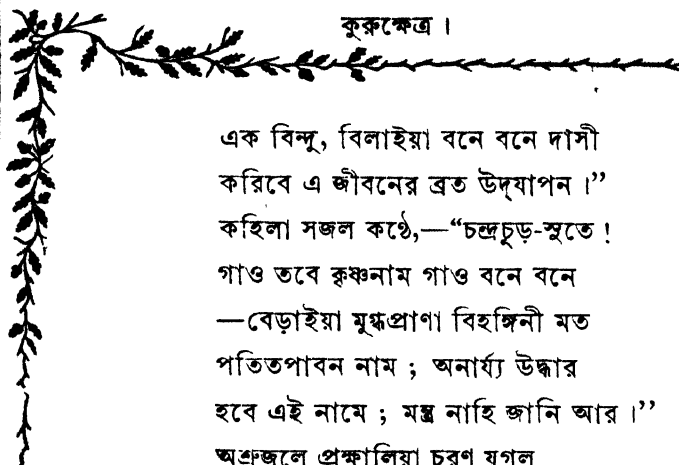 কুরুক্ষেত্র ।
এক বিন্দু, বিলাইয়া বনে বনে দাসী
করিবে এ জীবনের ব্রত উদ্‌যাপন ।”
কহিলা সজল কণ্ঠে,—“চন্দ্রচূড়-সুতে !
গাও তবে কৃষ্ণনাম গাও বনে বনে
—বেড়াইয়া মুগ্ধপ্রাণা বিহঙ্গিনী মত
পতিতপাবন নাম ; অনার্য্য উদ্ধার
হবে এই নামে ; মন্ত্র নাহি জানি আর ।”
অশ্রুজলে প্রক্ষালিয়া চরণ যুগল